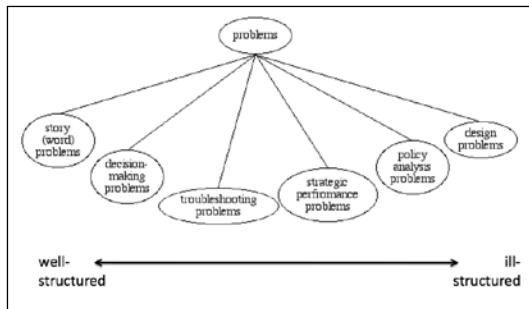 problems
story
(word)
problems
decision-
making
problems
troubleshooting
problems
strategic
perfromance
problems
policy
analysis
problems
design
problems
well-
structured
ill-
structured